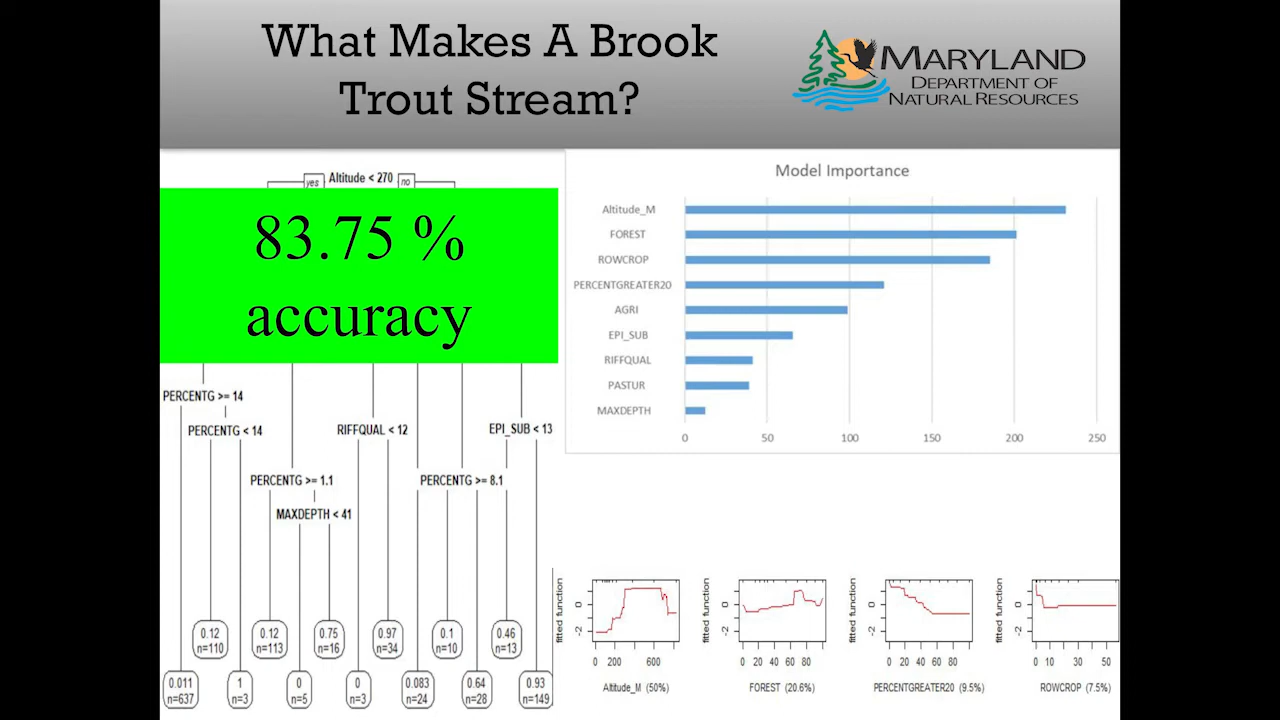 What Makes A Brook
Trout Stream?
MARYLAND
DEPARTMENT OF
NATURAL RESOURCES
yes Altitude < 270 no
83.75 %
accuracy
PERCENTG >= 14
PERCENTG < 14
RIFFQUAL < 12
EPI_SUB < 13
PERCENTG >= 1.1
PERCENTG >= 8.1
MAXDEPTH < 41
0.12
n=110
0.12
n=113
0.75
n=16
0.97
n=34
0.1
n=10
0.46
n=13
0.011
n=637
1
n=3
0
n=5
0
n=3
0.083
n=24
0.64
n=28
0.93
n=149
Model Importance
Altitude_M
FOREST
ROWCROP
PERCENTGREATER20
AGRI
EPI_SUB
RIFFQUAL
PASTUR
MAXDEPTH
0 50 100 150 200 250
fitted function
0
-2
0 200 600
Altitude_M (50%)
fitted function
0
-2
0 20 40 60 80
FOREST (20.6%)
fitted function
0
-2
0 20 40 60 80
PERCENTGREATER20 (9.5%)
fitted function
0
-2
0 10 30 50
ROWCROP (7.5%)